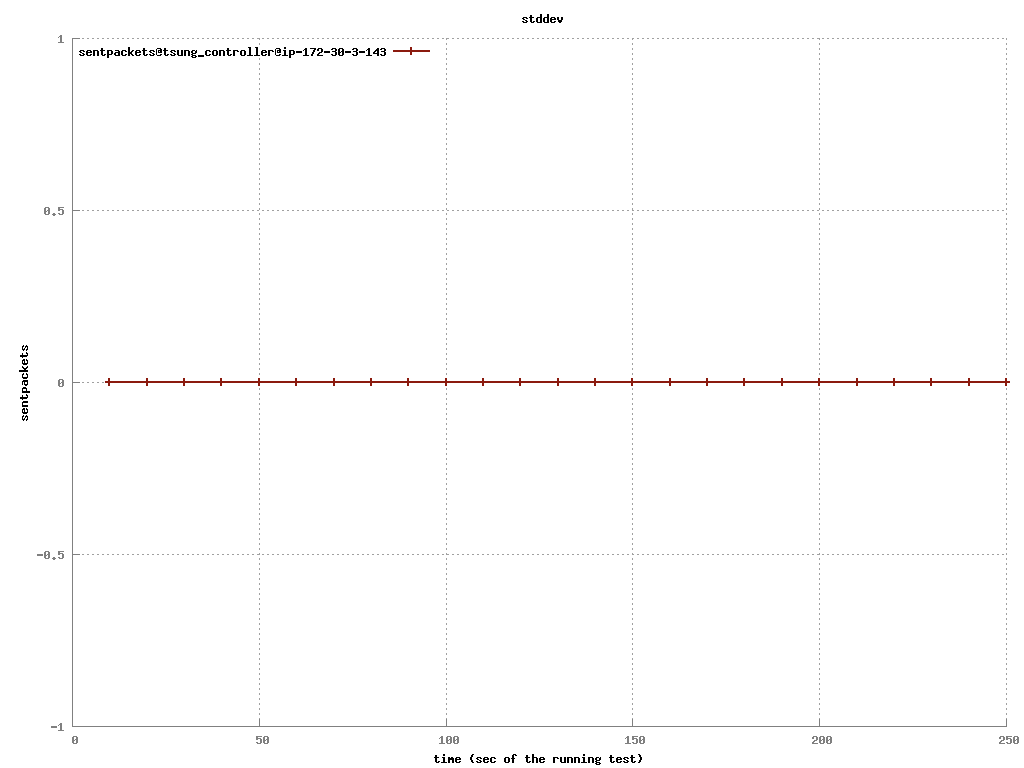 stddev
1
sentpackets@tsung_controller@ip-172-30-3-143
0.5
sentpackets
0
-0.5
-1
0 50 100 150 200 250
time (sec of the running test)